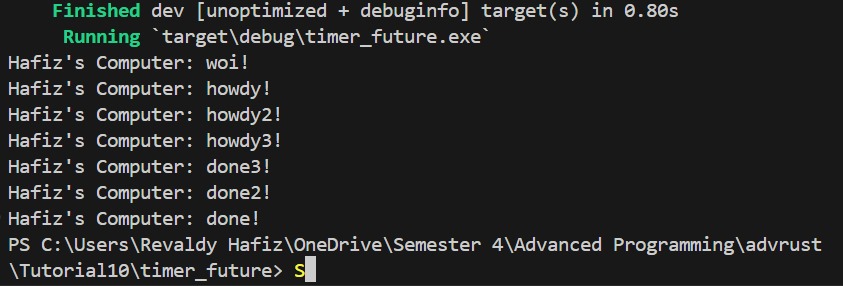 Finished dev [unoptimized + debuginfo] target(s) in 0.80s
Running `target\debug\timer_future.exe`
Hafiz's Computer: woi!
Hafiz's Computer: howdy!
Hafiz's Computer: howdy2!
Hafiz's Computer: howdy3!
Hafiz's Computer: done3!
Hafiz's Computer: done2!
Hafiz's Computer: done!
PS C:\Users\Revaldy Hafiz\OneDrive\Semester 4\Advanced Programming\advrust
\Tutorial10\timer_future> S